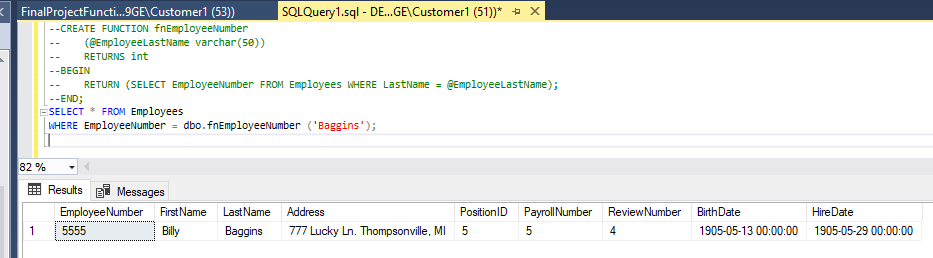 FinalProjectFuncti...9GE\Customer1 (53)) SQLQuery1.sql - DE...GE\Customer1 (51))*
--CREATE FUNCTION fnEmployeeNumber
-- (@EmployeeLastName varchar(50))
-- RETURNS int
--BEGIN
-- RETURN (SELECT EmployeeNumber FROM Employees WHERE LastName = @EmployeeLastName);
--END;
SELECT * FROM Employees
WHERE EmployeeNumber = dbo.fnEmployeeNumber ('Baggins');
82 %
Results Messages
EmployeeNumber FirstName LastName Address PositionID PayrollNumber ReviewNumber BirthDate HireDate
1 5555 Billy Baggins 777 Lucky Ln. Thompsonville, MI 5 5 4 1905-05-13 00:00:00 1905-05-29 00:00:00